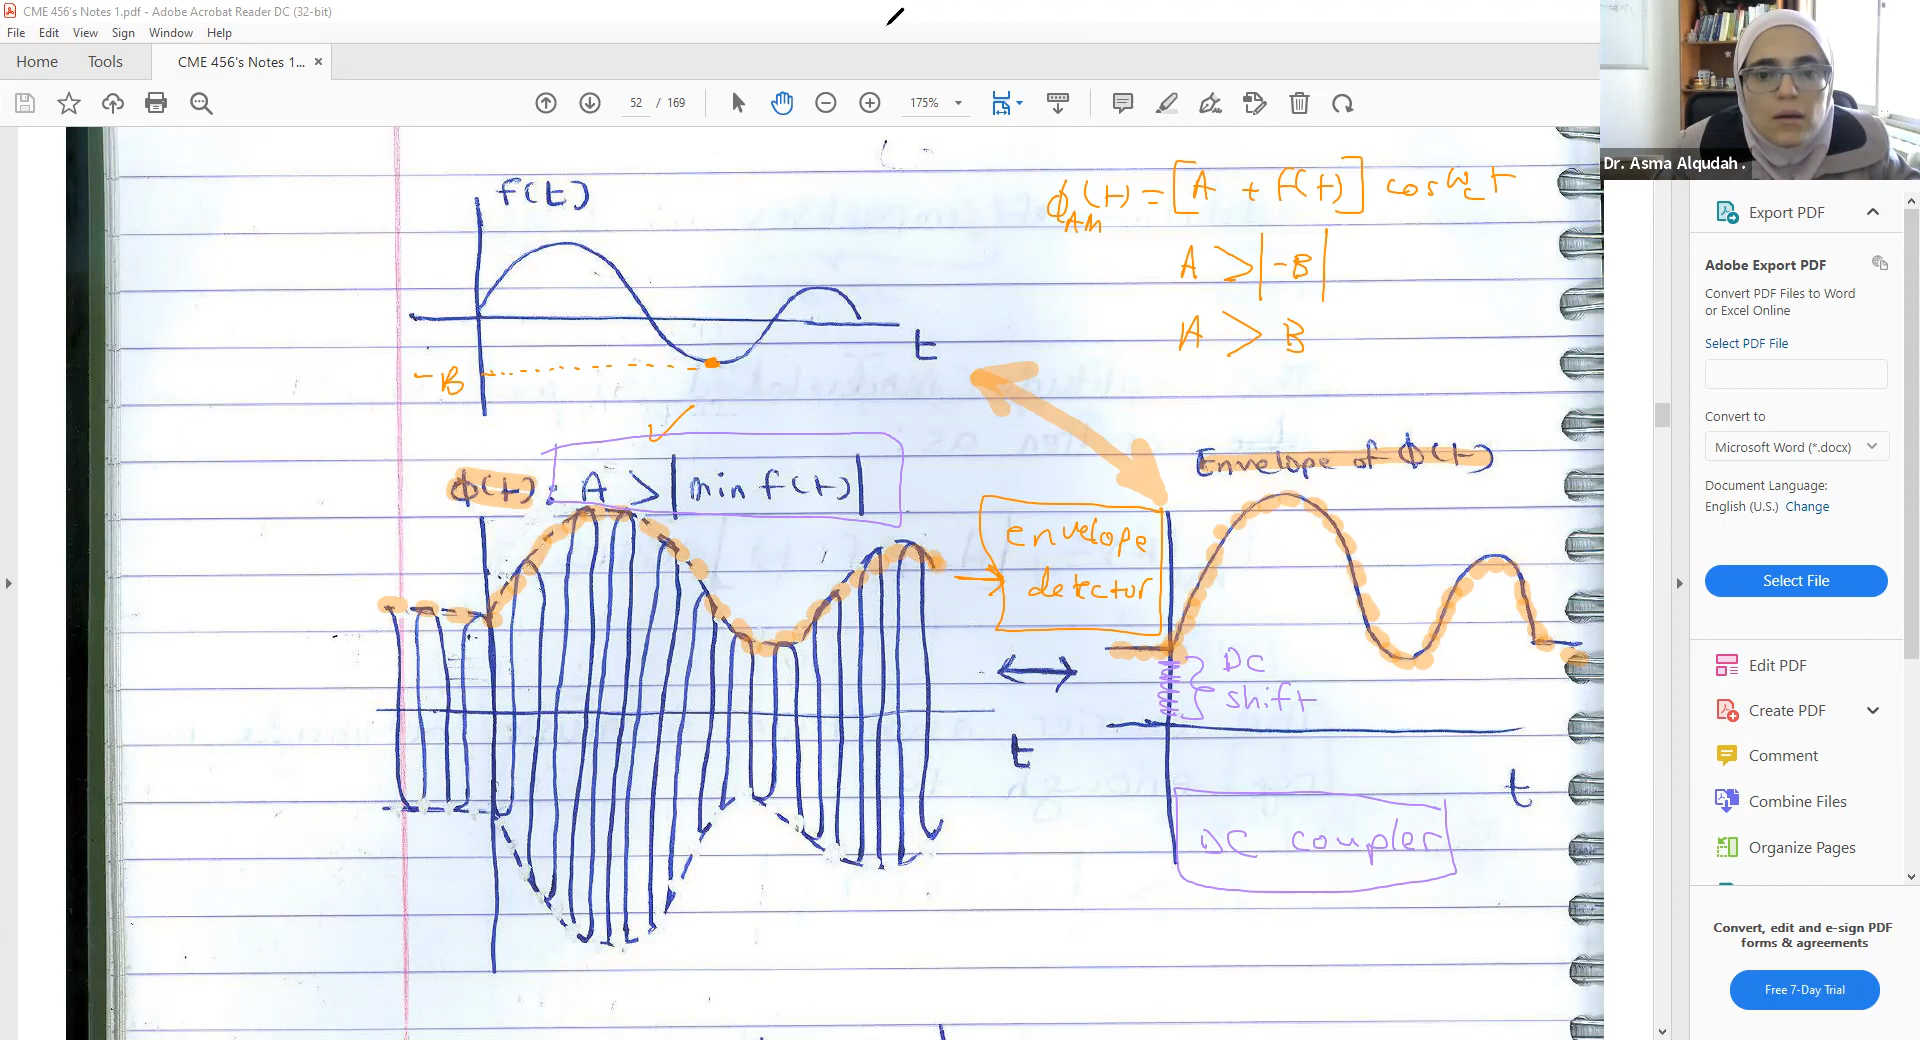 CME 456's Notes 1.pdf - Adobe Acrobat Reader DC (32-bit)
File Edit View Sign Window Help
Home Tools CME 456's Notes 1... ×
52 / 169 175%
Dr. Asma Alqudah .
f(t)
t
-B
ϕAM(t) = [A + f(t)] cosωct
A > |-B|
A > B
ϕ(t) : A > |min f(t)|
t
envelope
detector
Envelope of ϕ(t)
DC
shift
t
DC coupler
Export PDF
Adobe Export PDF
Convert PDF Files to Word
or Excel Online
Select PDF File
Convert to
Microsoft Word (*.docx)
Document Language:
English (U.S.) Change
Select File
Edit PDF
Create PDF
Comment
Combine Files
Organize Pages
Convert, edit and e-sign PDF
forms & agreements
Free 7-Day Trial